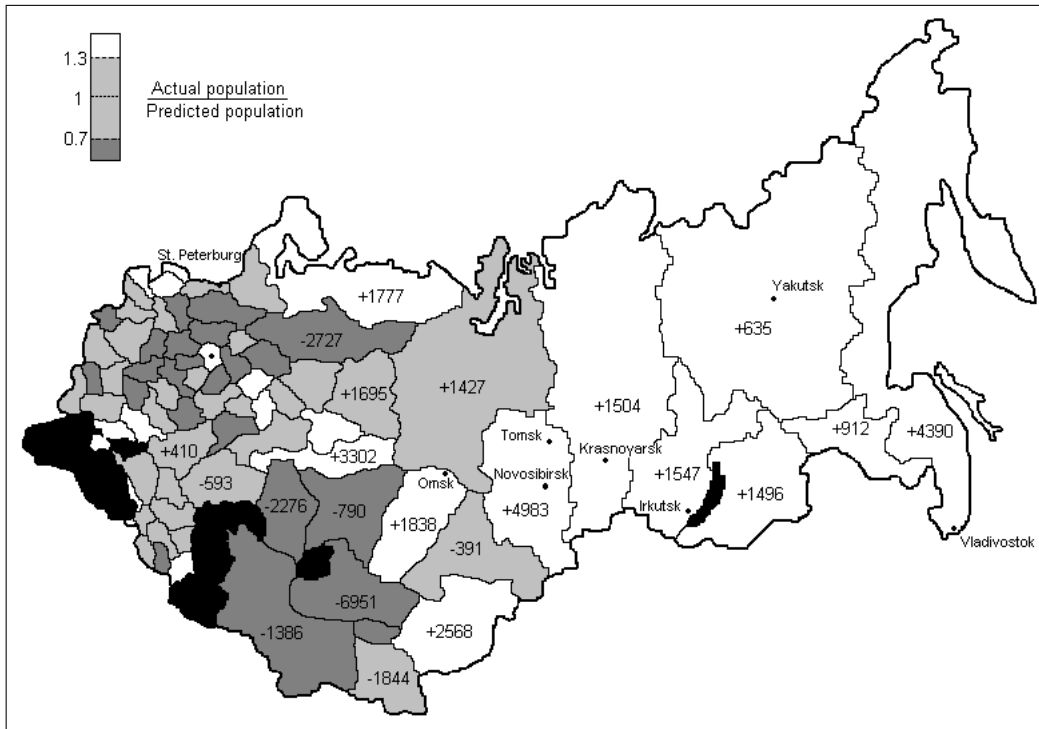 1.3
1
0.7
Actual population
Predicted population
St. Peterburg
+1777
Yakutsk
+635
-2727
+1695
+1427
+1504
+912
+4390
Tomsk
Krasnoyarsk
+410
+3302
-593
Omsk
Novosibirsk
+1547
+1496
-2276
-790
+1838
+4983
Irkutsk
Vladivostok
-391
-6951
-1386
+2568
-1844